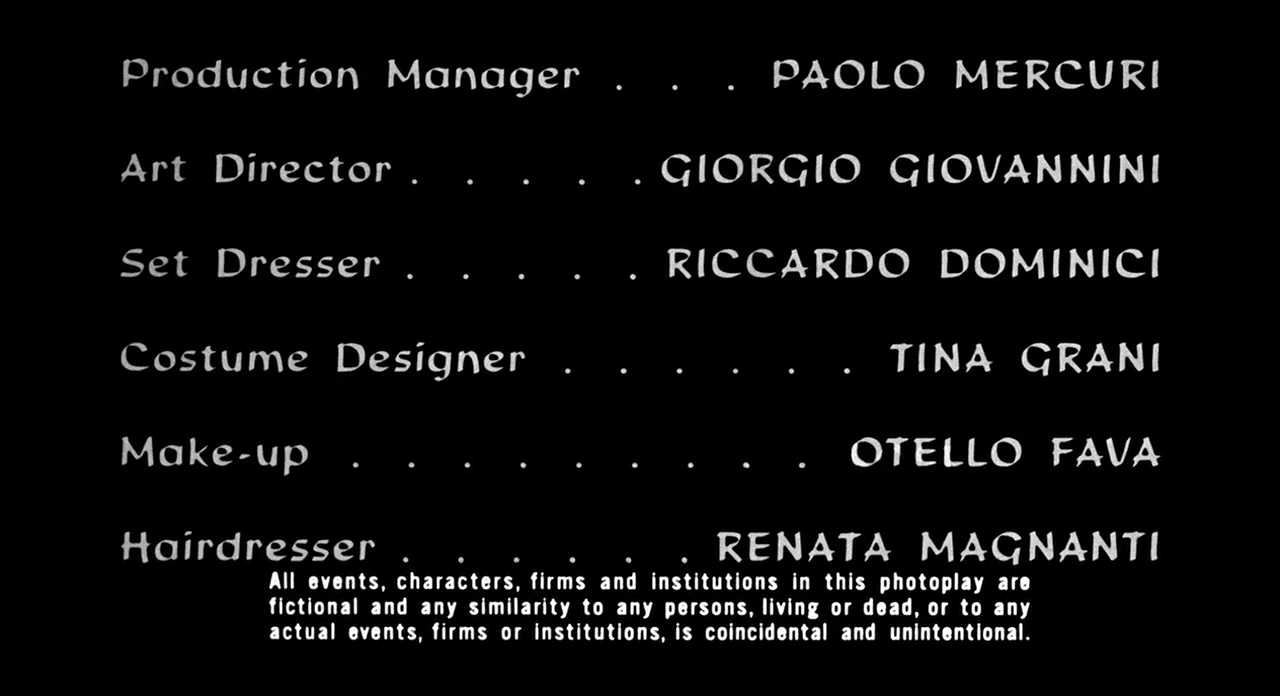 Production Manager . . . PAOLO MERCURI
Art Director . . . . . GIORGIO GIOVANNINI
Set Dresser . . . . . RICCARDO DOMINICI
Costume Designer . . . . . . TINA GRANI
Make-up . . . . . . . . . OTELLO FAVA
Hairdresser . . . . . . RENATA MAGNANTI
All events, characters, firms and institutions in this photoplay are
fictional and any similarity to any persons, living or dead, or to any
actual events, firms or institutions, is coincidental and unintentional.